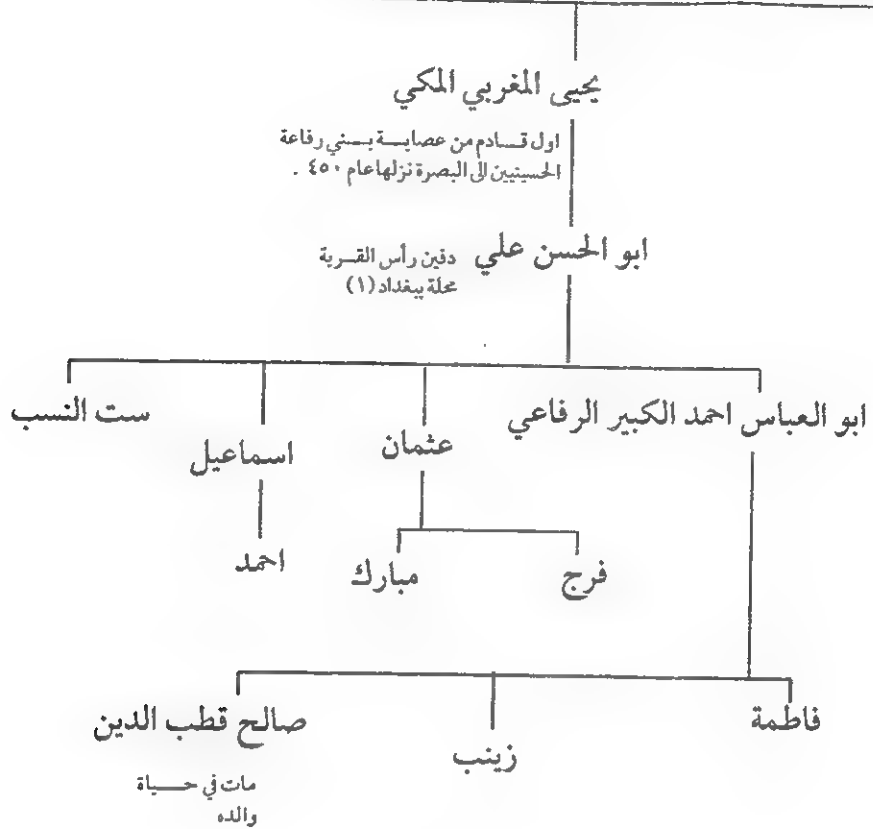 يحيى المغربي المكي
اول قادم من عصابة بني رفاعة
الحسينيين الى البصرة نزلها عام ٤٥٠ .
ابو الحسن علي
دفين رأس القرية
محلة ببغداد (١)
ابو العباس احمد الكبير الرفاعي
عثمان
اسماعيل
ست النسب
فرج
مبارك
احمد
فاطمة
زينب
صالح قطب الدين
مات في حياة
والده